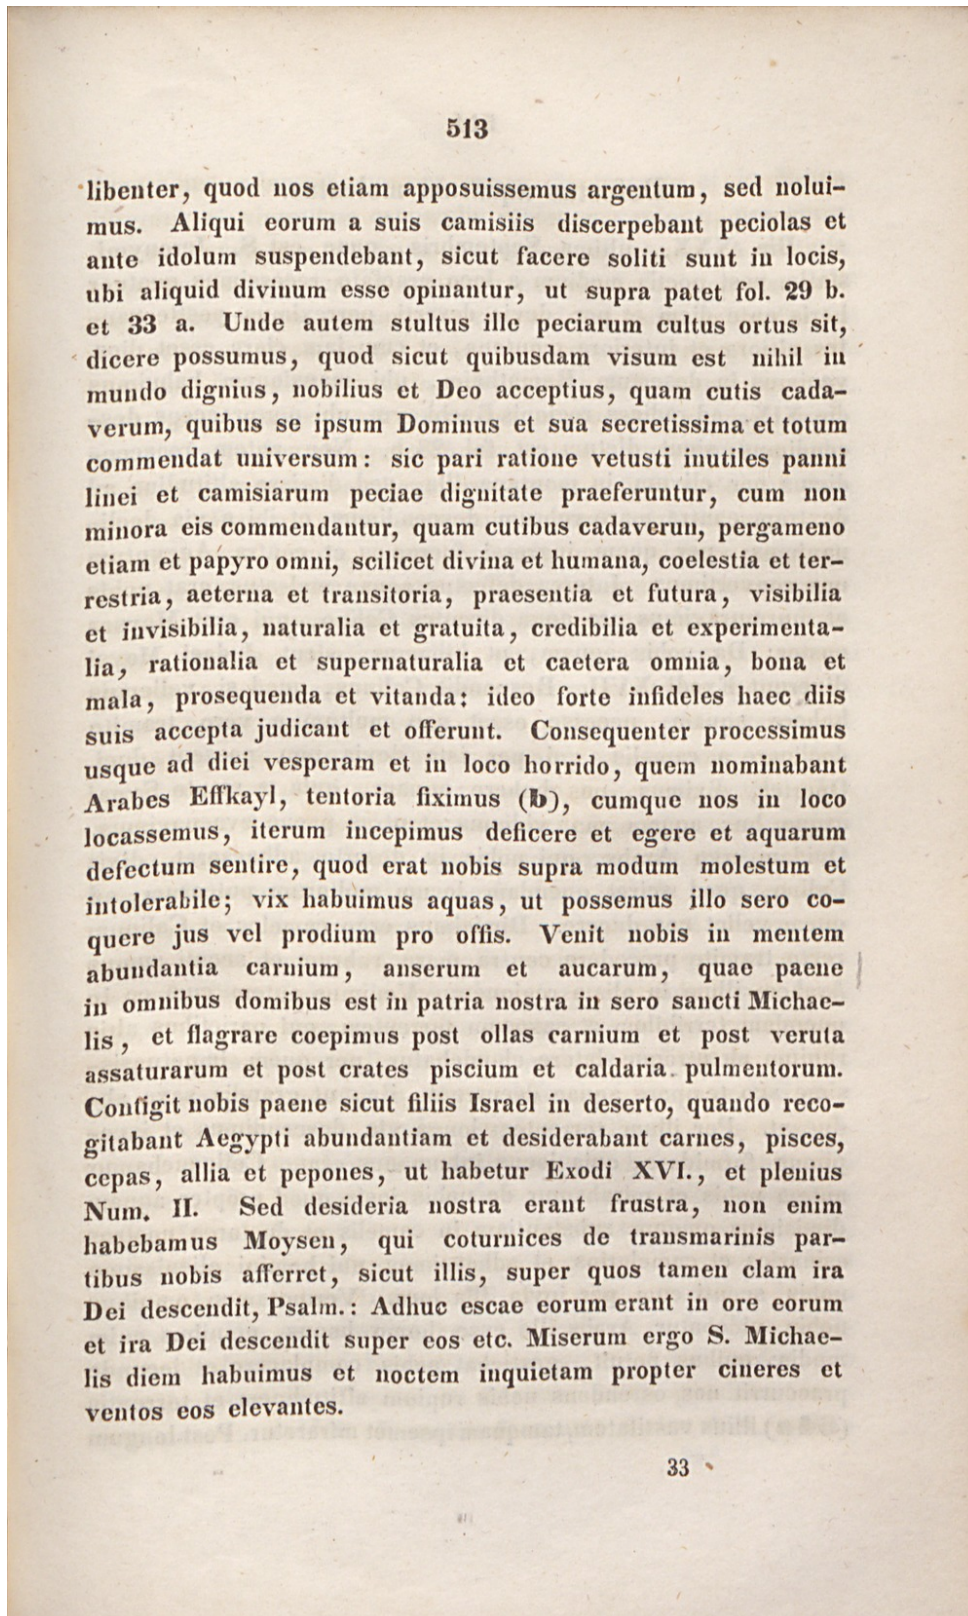 513
libenter, quod nos etiam apposuissemus argentum, sed nolui-
mus. Aliqui eorum a suis camisiis discerpebant peciolas et
ante idolum suspendebant, sicut facere soliti sunt in locis,
ubi aliquid divinum esse opinantur, ut supra patet fol. 29 b.
et 33 a. Unde autem stultus ille peciarum cultus ortus sit,
dicere possumus, quod sicut quibusdam visum est nihil in
mundo dignius, nobilius et Deo acceptius, quam cutis cada-
verum, quibus se ipsum Dominus et sua secretissima et totum
commendat universum: sic pari ratione vetusti inutiles panni
linei et camisiarum peciae dignitate praeferuntur, cum non
minora eis commendantur, quam cutibus cadaverun, pergameno
etiam et papyro omni, scilicet divina et humana, coelestia et ter-
restria, aeterna et transitoria, praesentia et futura, visibilia
et invisibilia, naturalia et gratuita, credibilia et experimenta-
lia, rationalia et supernaturalia et caetera omnia, bona et
mala, prosequenda et vitanda: ideo forte infideles haec diis
suis accepta judicant et offerunt. Consequenter processimus
usque ad diei vesperam et in loco horrido, quem nominabant
Arabes Effkayl, tentoria fiximus (b), cumque nos in loco
locassemus, iterum incepimus deficere et egere et aquarum
defectum sentire, quod erat nobis supra modum molestum et
intolerabile; vix habuimus aquas, ut possemus illo sero co-
quere jus vel prodium pro offis. Venit nobis in mentem
abundantia carnium, anserum et aucarum, quae paene
in omnibus domibus est in patria nostra in sero sancti Michae-
lis, et flagrare coepimus post ollas carnium et post veruta
assaturarum et post crates piscium et caldaria pulmentorum.
Contigit nobis paene sicut filiis Israel in deserto, quando reco-
gitabant Aegypti abundantiam et desiderabant carnes, pisces,
cepas, allia et pepones, ut habetur Exodi XVI., et plenius
Num. II. Sed desideria nostra erant frustra, non enim
habebamus Moysen, qui coturnices de transmarinis par-
tibus nobis afferret, sicut illis, super quos tamen clam ira
Dei descendit, Psalm.: Adhuc escae eorum erant in ore eorum
et ira Dei descendit super eos etc. Miserum ergo S. Michae-
lis diem habuimus et noctem inquietam propter cineres et
ventos eos elevantes.
33